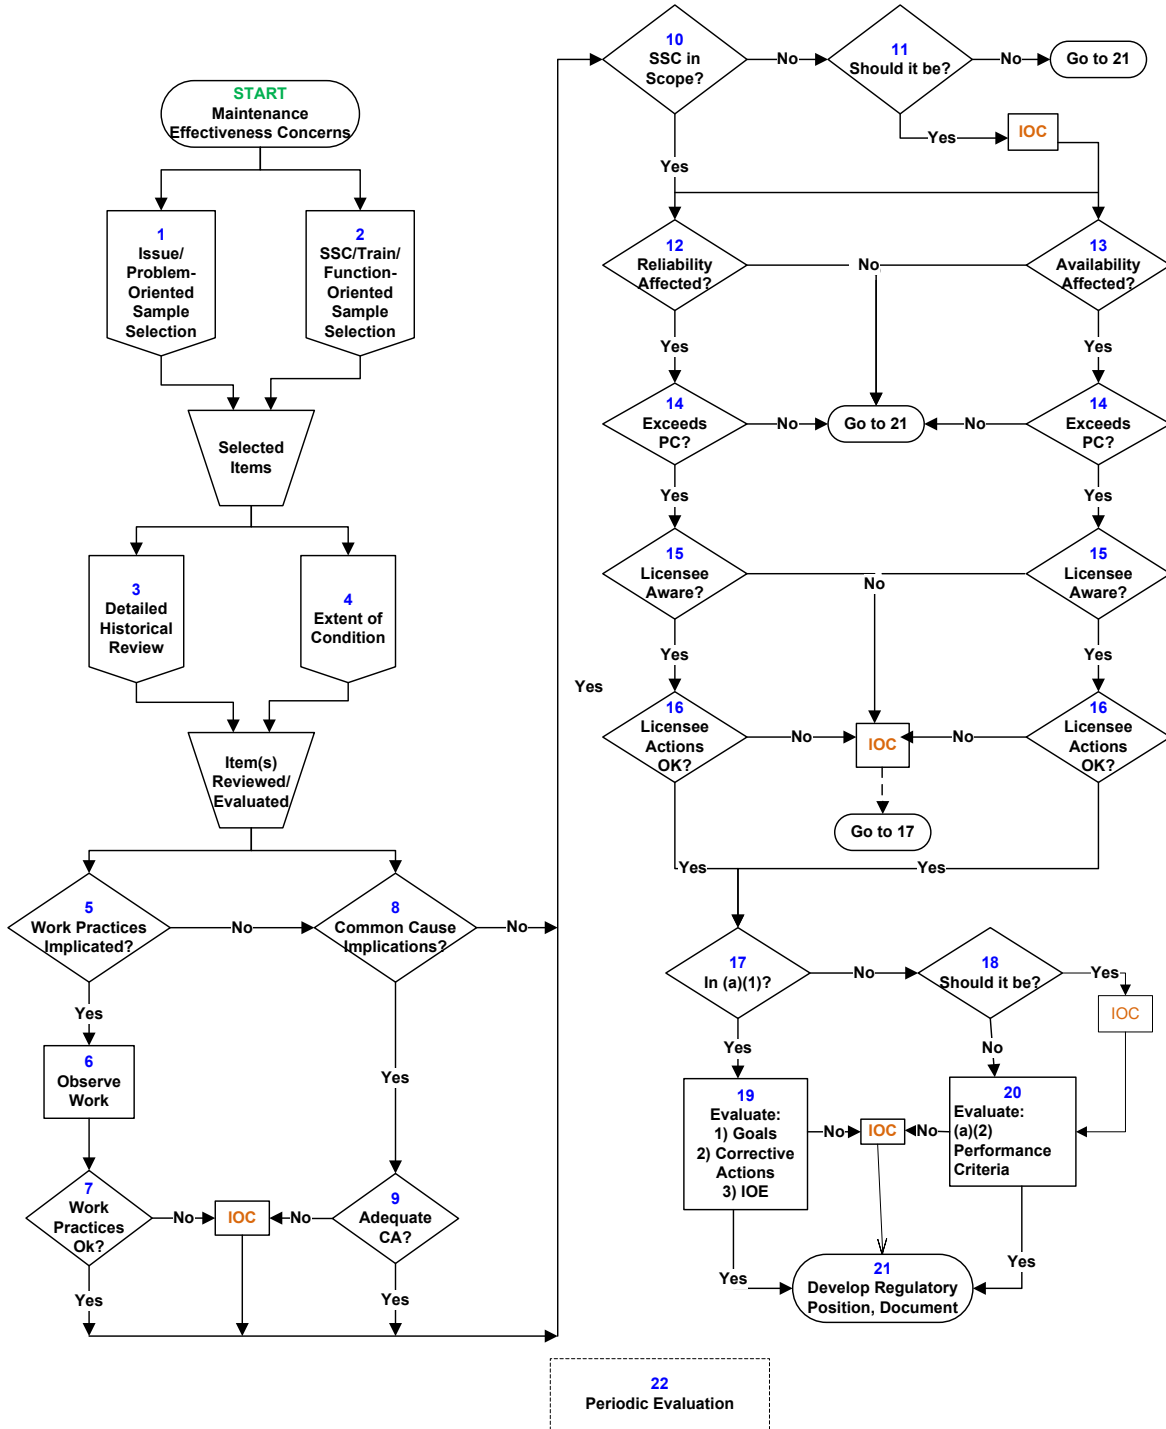 START
Maintenance
Effectiveness Concerns
1
Issue/
Problem-
Oriented
Sample
Selection
2
SSC/Train/
Function-
Oriented
Sample
Selection
Selected
Items
3
Detailed
Historical
Review
4
Extent of
Condition
Item(s)
Reviewed/
Evaluated
5
Work Practices
Implicated?
No
8
Common Cause
Implications?
No
Yes
6
Observe
Work
Yes
7
Work
Practices
Ok?
No
IOC
No
9
Adequate
CA?
Yes
Yes
10
SSC in
Scope?
No
11
Should it be?
No
Go to 21
Yes
IOC
Yes
12
Reliability
Affected?
No
13
Availability
Affected?
Yes
Yes
14
Exceeds
PC?
No
Go to 21
No
14
Exceeds
PC?
Yes
Yes
15
Licensee
Aware?
No
15
Licensee
Aware?
Yes
Yes
Yes
16
Licensee
Actions
OK?
No
IOC
No
16
Licensee
Actions
OK?
Go to 17
Yes
Yes
17
In (a)(1)?
No
18
Should it be?
Yes
IOC
Yes
No
19
Evaluate:
1) Goals
2) Corrective
Actions
3) IOE
No
IOC
No
20
Evaluate:
(a)(2)
Performance
Criteria
Yes
Yes
21
Develop Regulatory
Position, Document
22
Periodic Evaluation